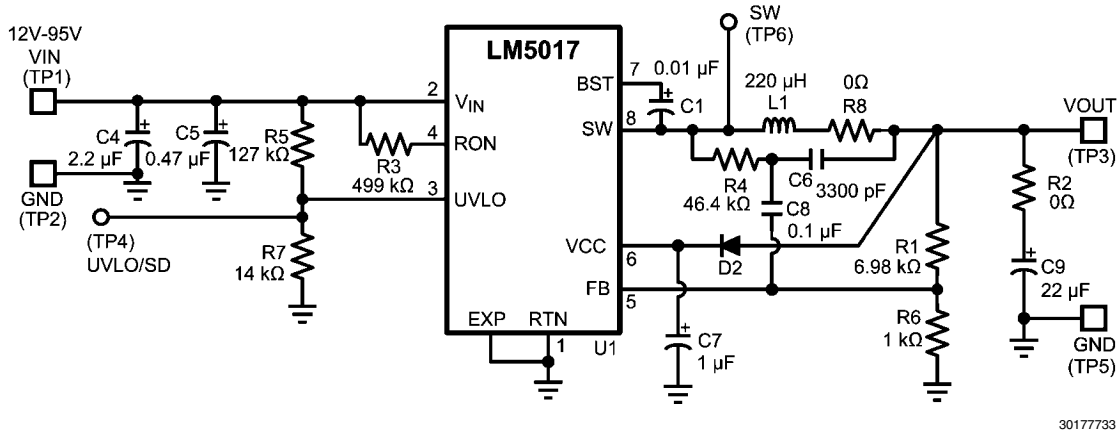 12V-95V
VIN
(TP1)
GND
(TP2)
(TP4)
UVLO/SD
C4
2.2 µF
C5
0.47 µF
R5
127 kΩ
R7
14 kΩ
R3
499 kΩ
LM5017
2
VIN
4
RON
3
UVLO
BST
7
SW
8
VCC
6
FB
5
EXP
RTN
1
U1
0.01 µF
C1
SW
(TP6)
220 µH
L1
0Ω
R8
R4
46.4 kΩ
C6
3300 pF
C8
0.1 µF
D2
C7
1 µF
R1
6.98 kΩ
R6
1 kΩ
VOUT
(TP3)
R2
0Ω
C9
22 µF
GND
(TP5)
30177733